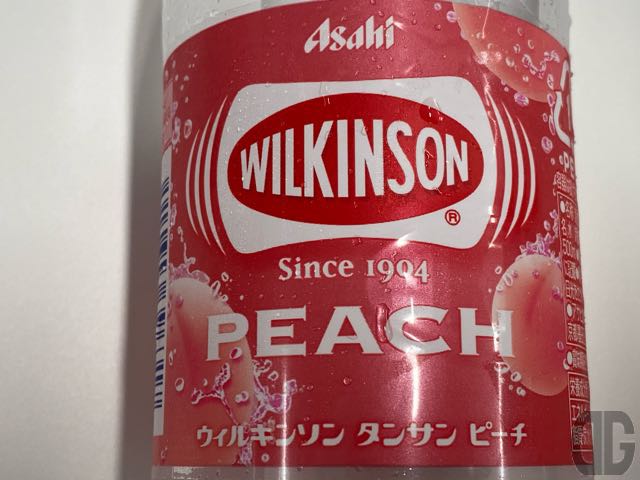 Asahi
WILKINSON
®
Since 1904
PEACH
ウィルキンソン タンサン ピーチ